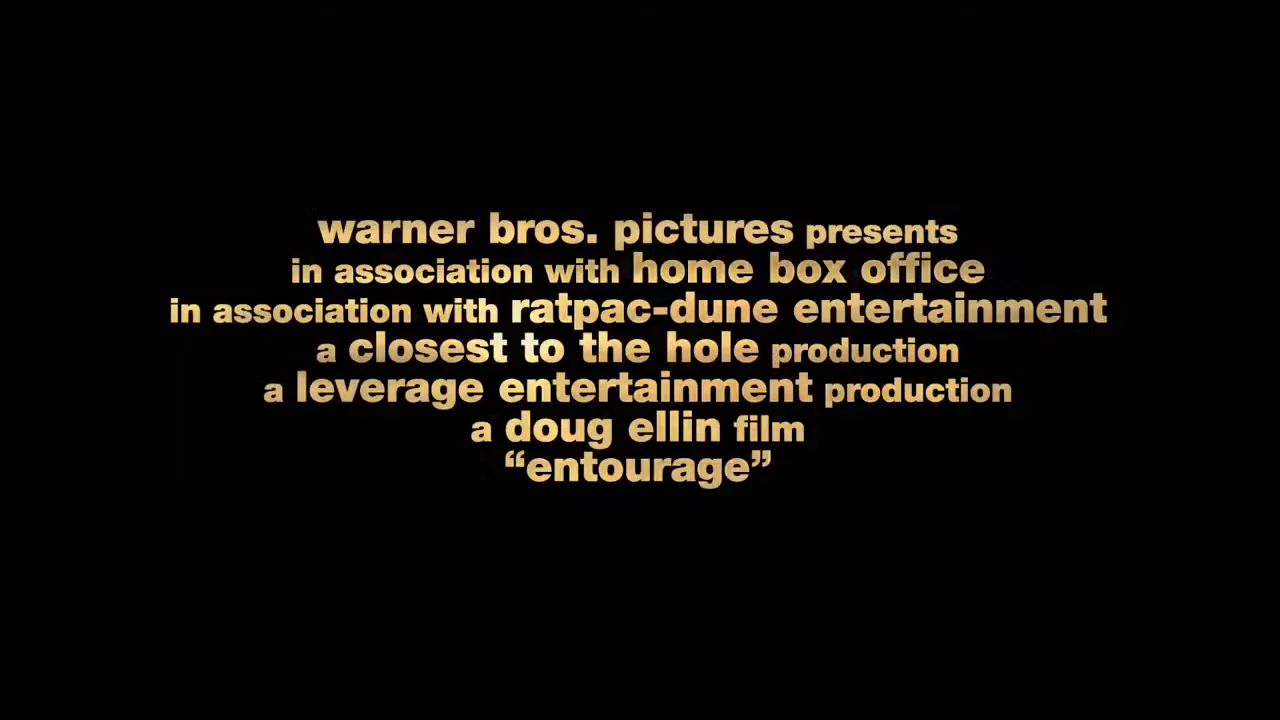 warner bros. pictures presents
in association with home box office
in association with ratpac-dune entertainment
a closest to the hole production
a leverage entertainment production
a doug ellin film
“entourage”